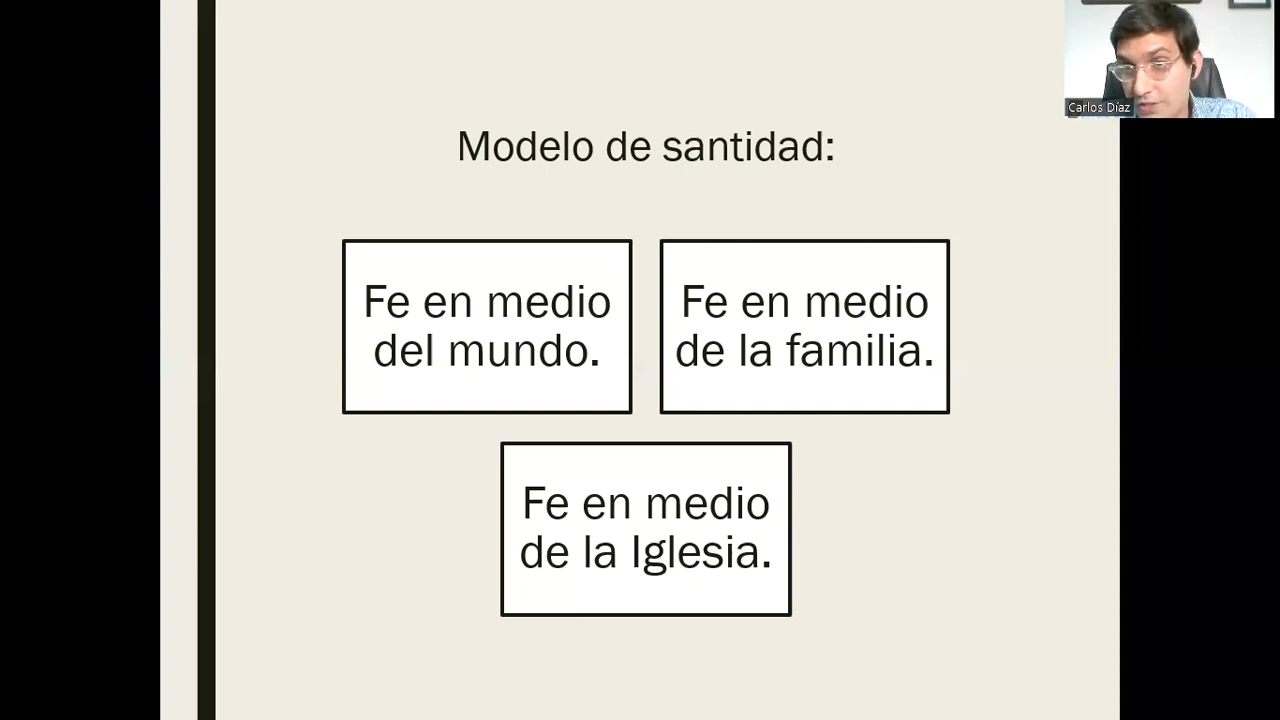 Carlos Díaz
Modelo de santidad:
Fe en medio
del mundo.
Fe en medio
de la familia.
Fe en medio
de la Iglesia.